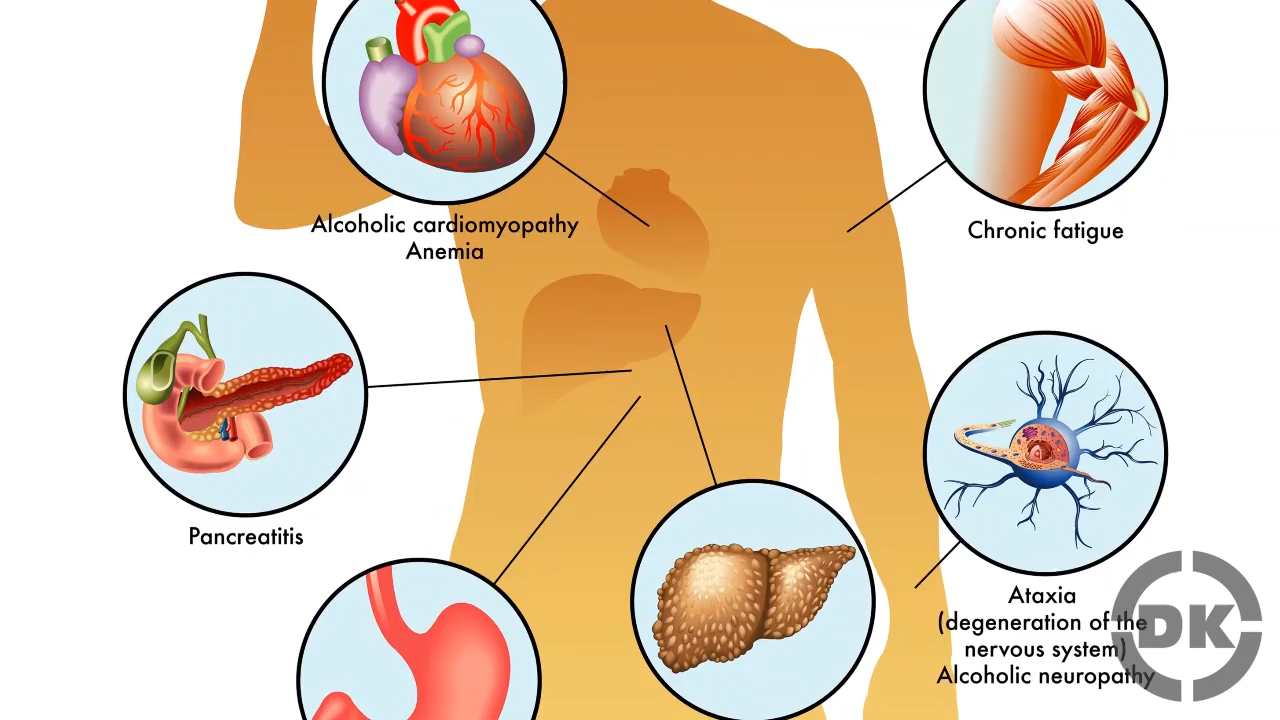 Alcoholic cardiomyopathy
Anemia
Chronic fatigue
Pancreatitis
Ataxia
(degeneration of the
nervous system)
Alcoholic neuropathy
DK